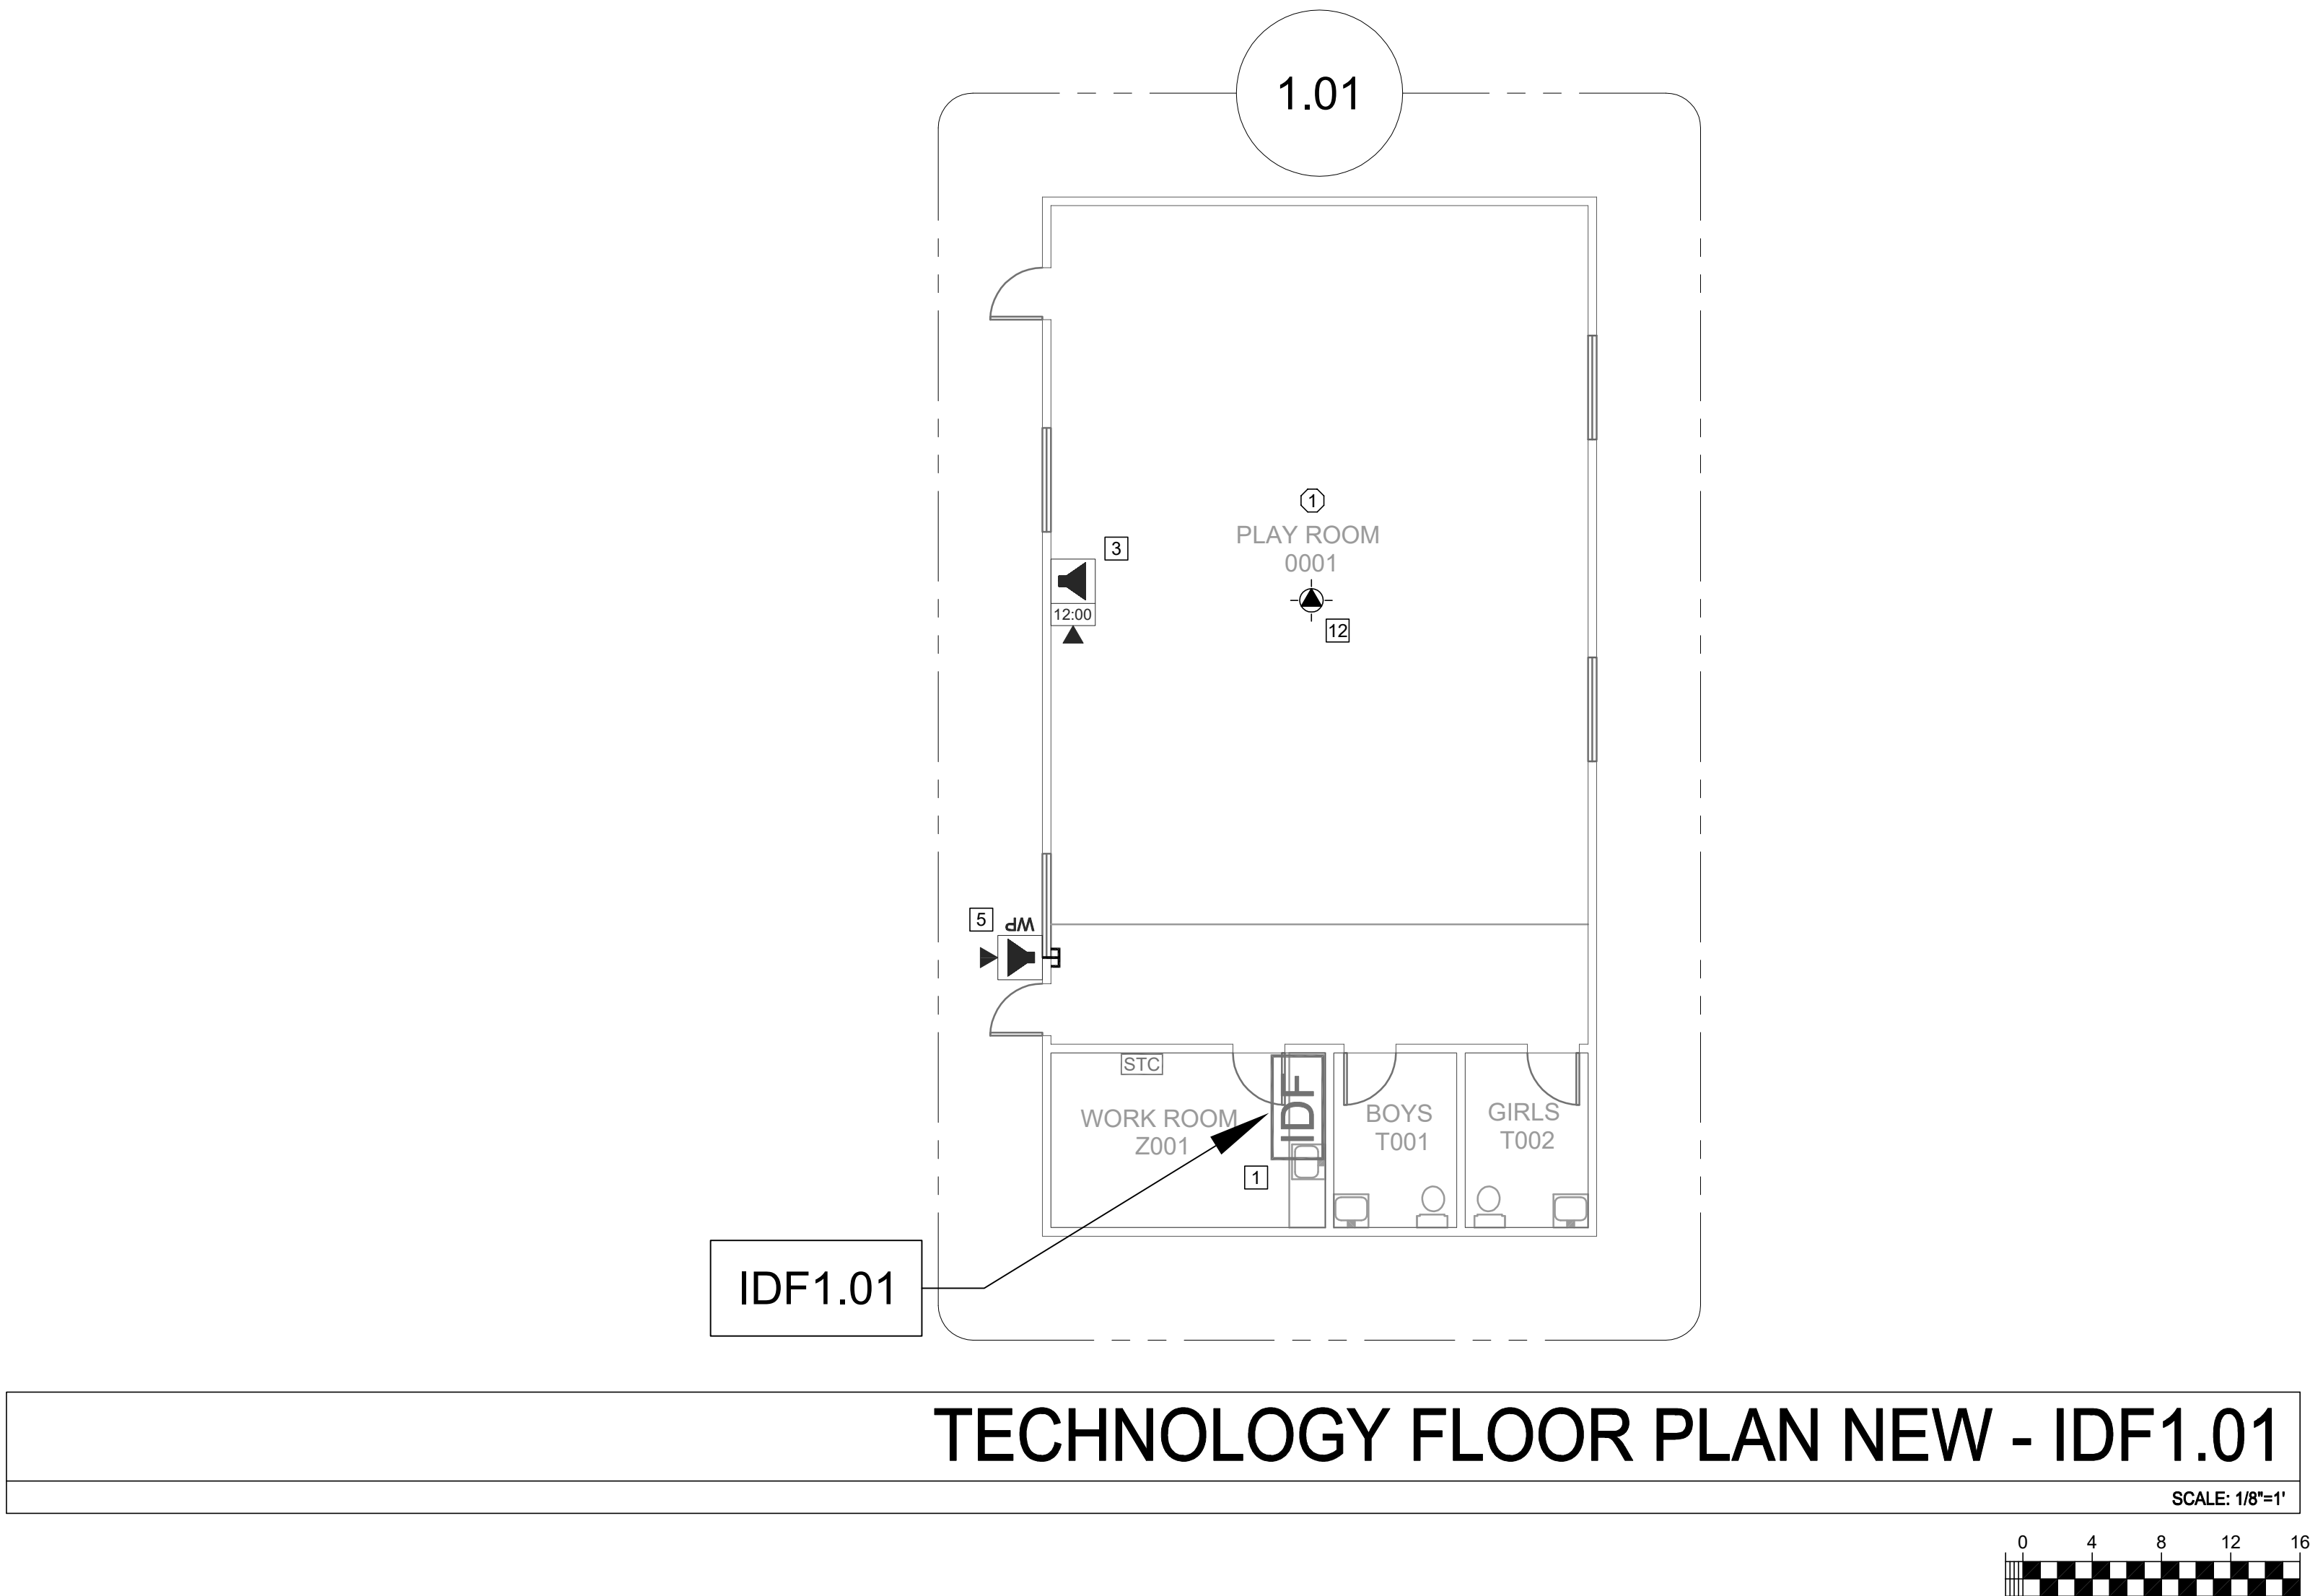 1.01
1
PLAY ROOM
0001
3
12:00
12
5
WP
STC
IDF
WORK ROOM
Z001
BOYS
T001
GIRLS
T002
1
IDF1.01
TECHNOLOGY FLOOR PLAN NEW - IDF1.01
SCALE: 1/8"=1'
0 4 8 12 16